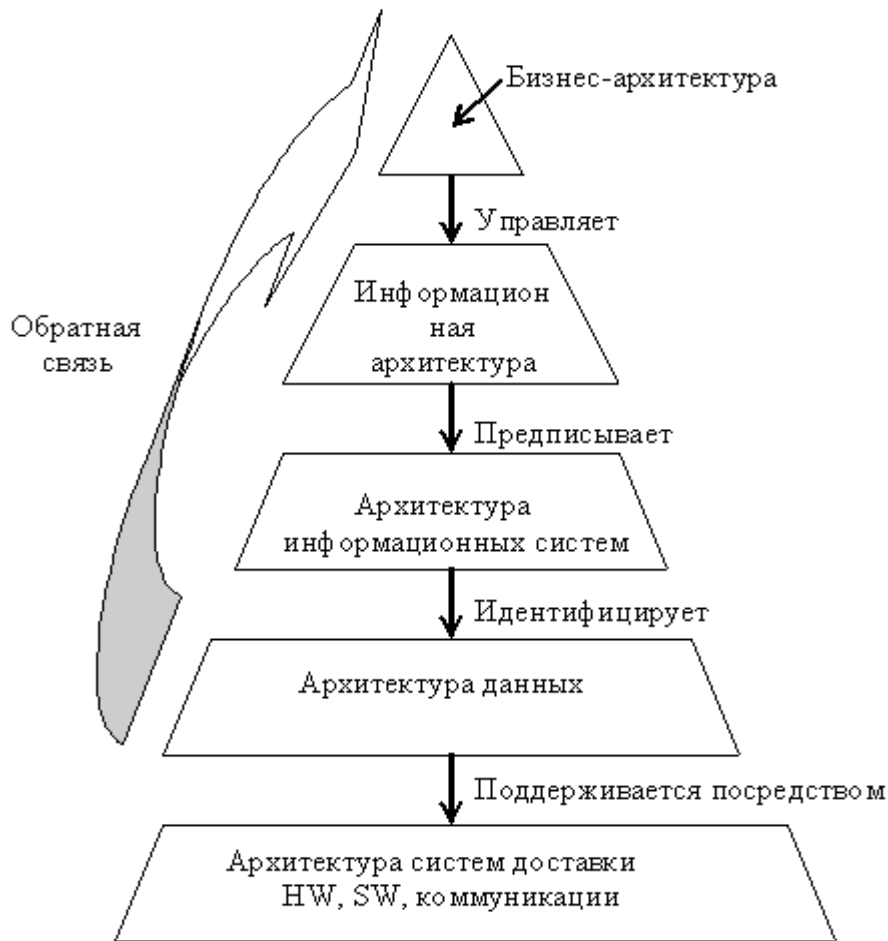 Бизнес-архитектура
Управляет
Информацион
ная
архитектура
Обратная
связь
Предписывает
Архитектура
информационных систем
Идентифицирует
Архитектура данных
Поддерживается посредством
Архитектура систем доставки
HW, SW, коммуникации